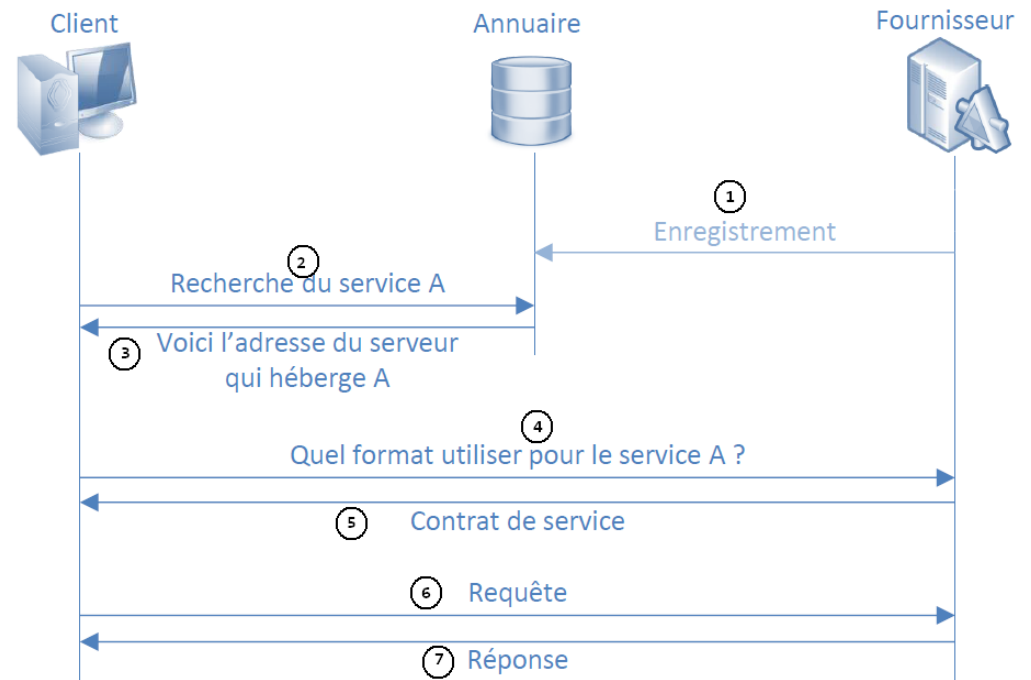 Client
Annuaire
Fournisseur
1
Enregistrement
2
Recherche du service A
3
Voici l’adresse du serveur
qui héberge A
4
Quel format utiliser pour le service A ?
5
Contrat de service
6
Requête
7
Réponse